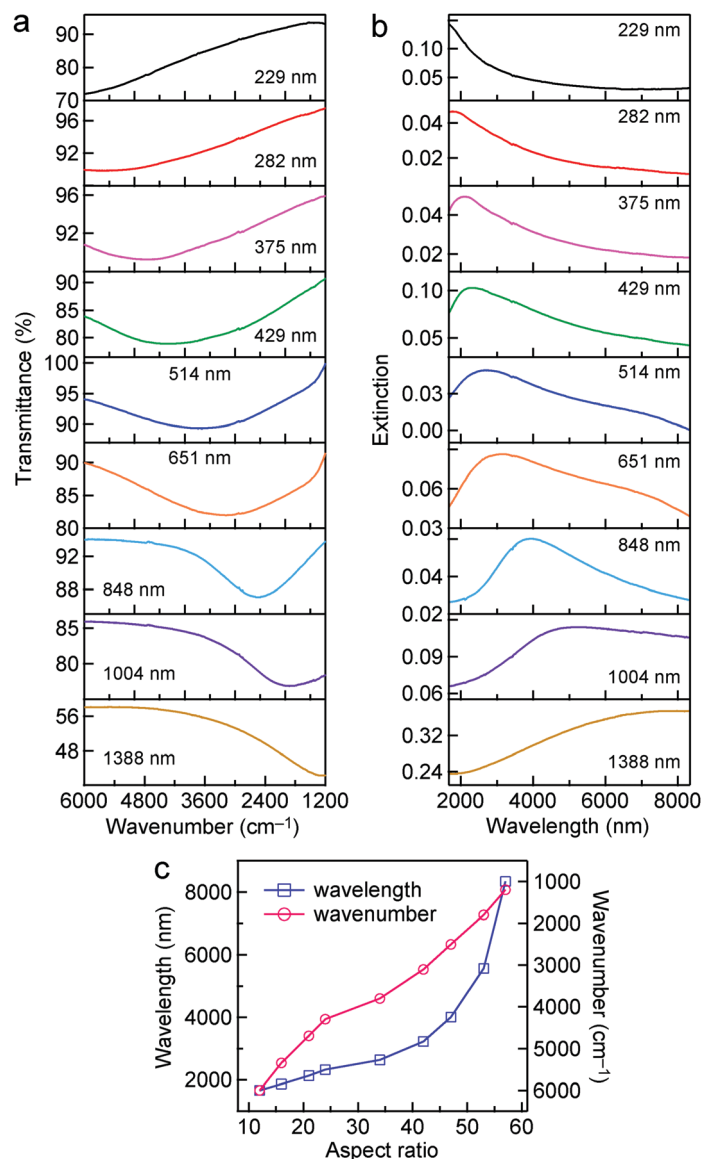 a
Transmittance (%)
90
80
70
229 nm
96
92
282 nm
96
92
375 nm
90
85
80
429 nm
100
95
90
514 nm
90
85
80
651 nm
92
88
848 nm
85
80
1004 nm
56
48
1388 nm
6000 4800 3600 2400 1200
Wavenumber (cm⁻¹)
b
Extinction
0.10
0.05
229 nm
0.04
0.02
282 nm
0.04
0.02
375 nm
0.10
0.05
429 nm
0.03
0.00
514 nm
0.06
0.03
651 nm
0.04
0.02
848 nm
0.12
0.09
0.06
1004 nm
0.32
0.24
1388 nm
2000 4000 6000 8000
Wavelength (nm)
c
Wavelength (nm)
8000
6000
4000
2000
wavelength
wavenumber
1000
2000
3000
4000
5000
6000
Wavenumber (cm⁻¹)
10 20 30 40 50 60
Aspect ratio